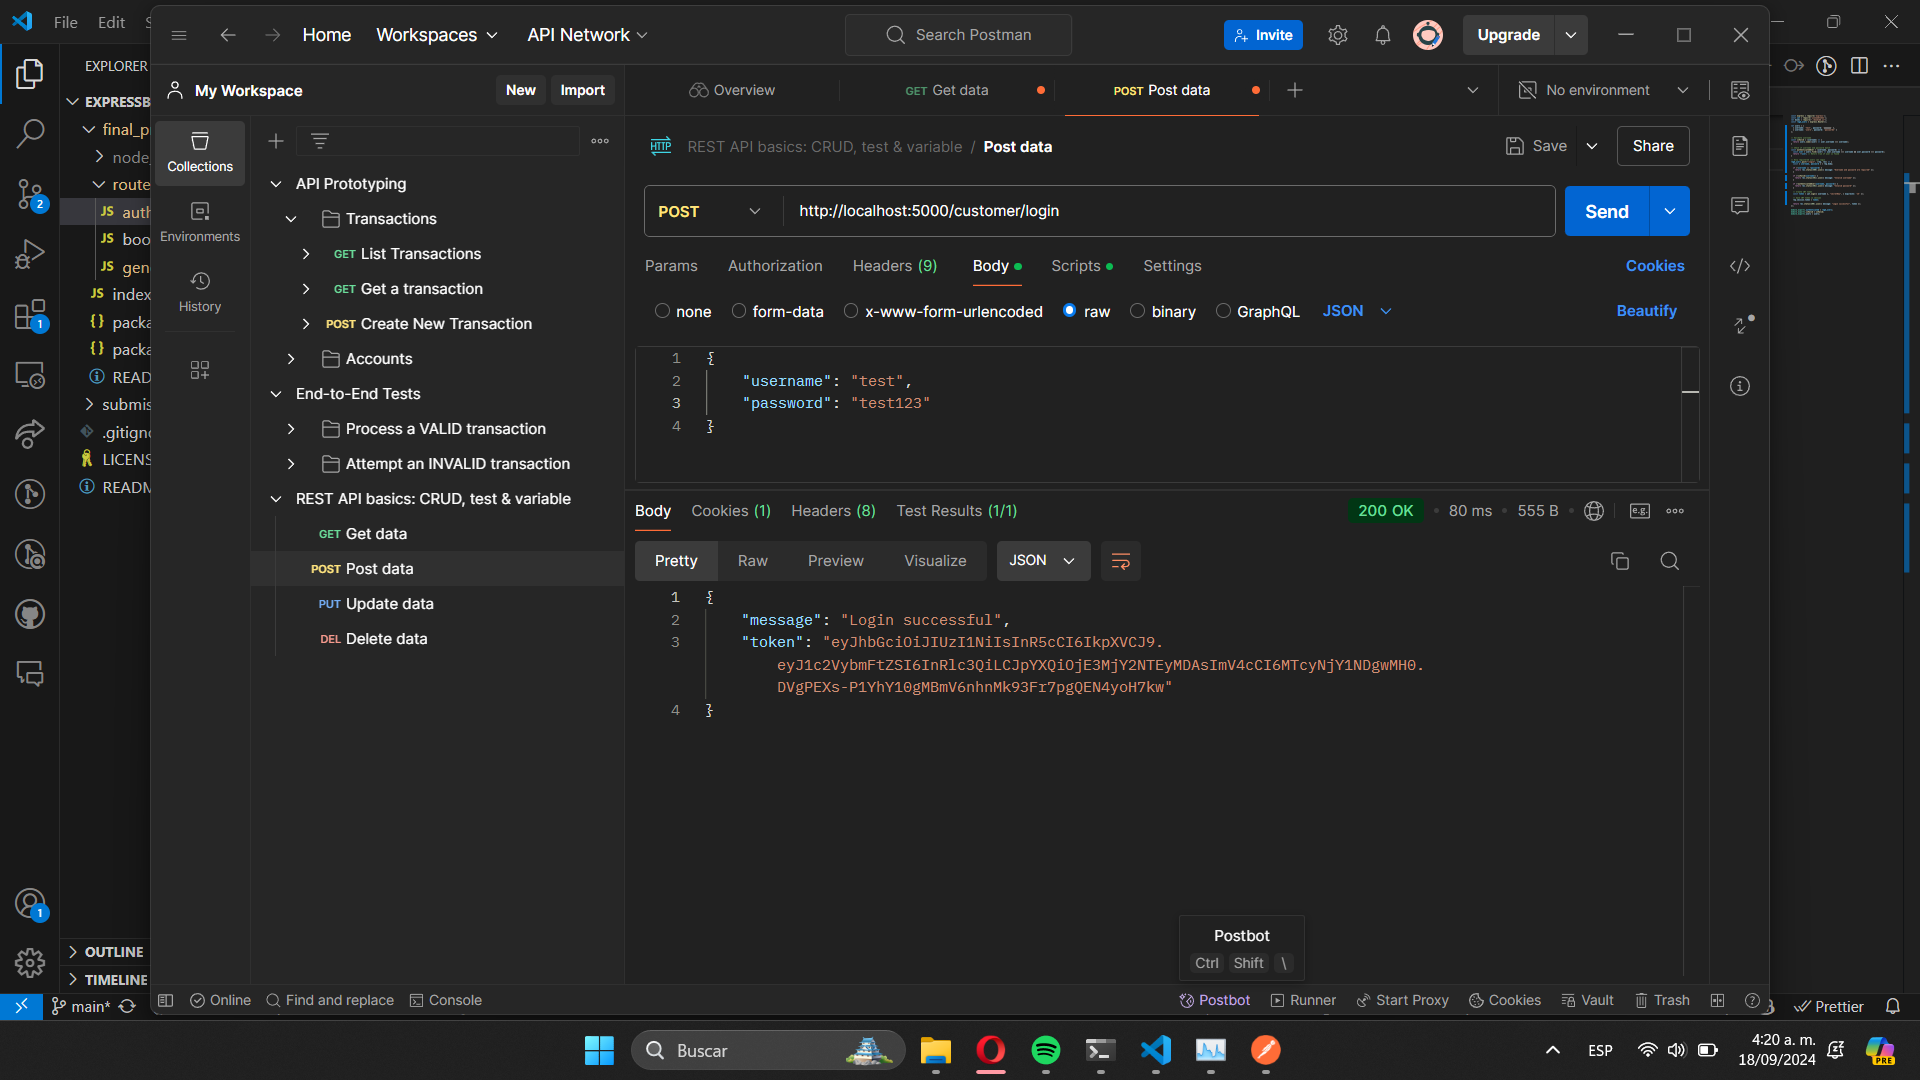 File
Edit
Home
Workspaces
API Network
Search Postman
Invite
Upgrade
EXPLORER
My Workspace
New
Import
Overview
GET Get data
POST Post data
No environment
REST API basics: CRUD, test & variable / Post data
Save
Share
Collections
Environments
History
API Prototyping
Transactions
GET List Transactions
GET Get a transaction
POST Create New Transaction
Accounts
End-to-End Tests
Process a VALID transaction
Attempt an INVALID transaction
REST API basics: CRUD, test & variable
GET Get data
POST Post data
PUT Update data
DEL Delete data
POST
http://localhost:5000/customer/login
Send
Params
Authorization
Headers (9)
Body
Scripts
Settings
Cookies
none
form-data
x-www-form-urlencoded
raw
binary
GraphQL
JSON
Beautify
1 {
2 "username": "test",
3 "password": "test123"
4 }
Body
Cookies (1)
Headers (8)
Test Results (1/1)
200 OK
80 ms
555 B
e.g.
Pretty
Raw
Preview
Visualize
JSON
1 {
2 "message": "Login successful",
3 "token": "eyJhbGciOiJIUzI1NiIsInR5cCI6IkpXVCJ9.
eyJ1c2VybmFtZSI6InRlc3QiLCJpYXQiOjE3MjY2NTEyMDAsImV4cCI6MTcyNjY1NDgwMH0.
DVgPEXs-P1YhY10gMBmV6nhnMk93Fr7pgQEN4yoH7kw"
4 }
Postbot
Ctrl Shift \
EXPRESSB
final_p
node_
route
JS auth
JS boo
JS gen
JS index
{} packa
{} packa
READ
submis
.gitign
LICENS
READM
2
1
1
OUTLINE
TIMELINE
Online
Find and replace
Console
Postbot
Runner
Start Proxy
Cookies
Vault
Trash
main*
Prettier
Buscar
ESP
4:20 a. m.
18/09/2024
PRE